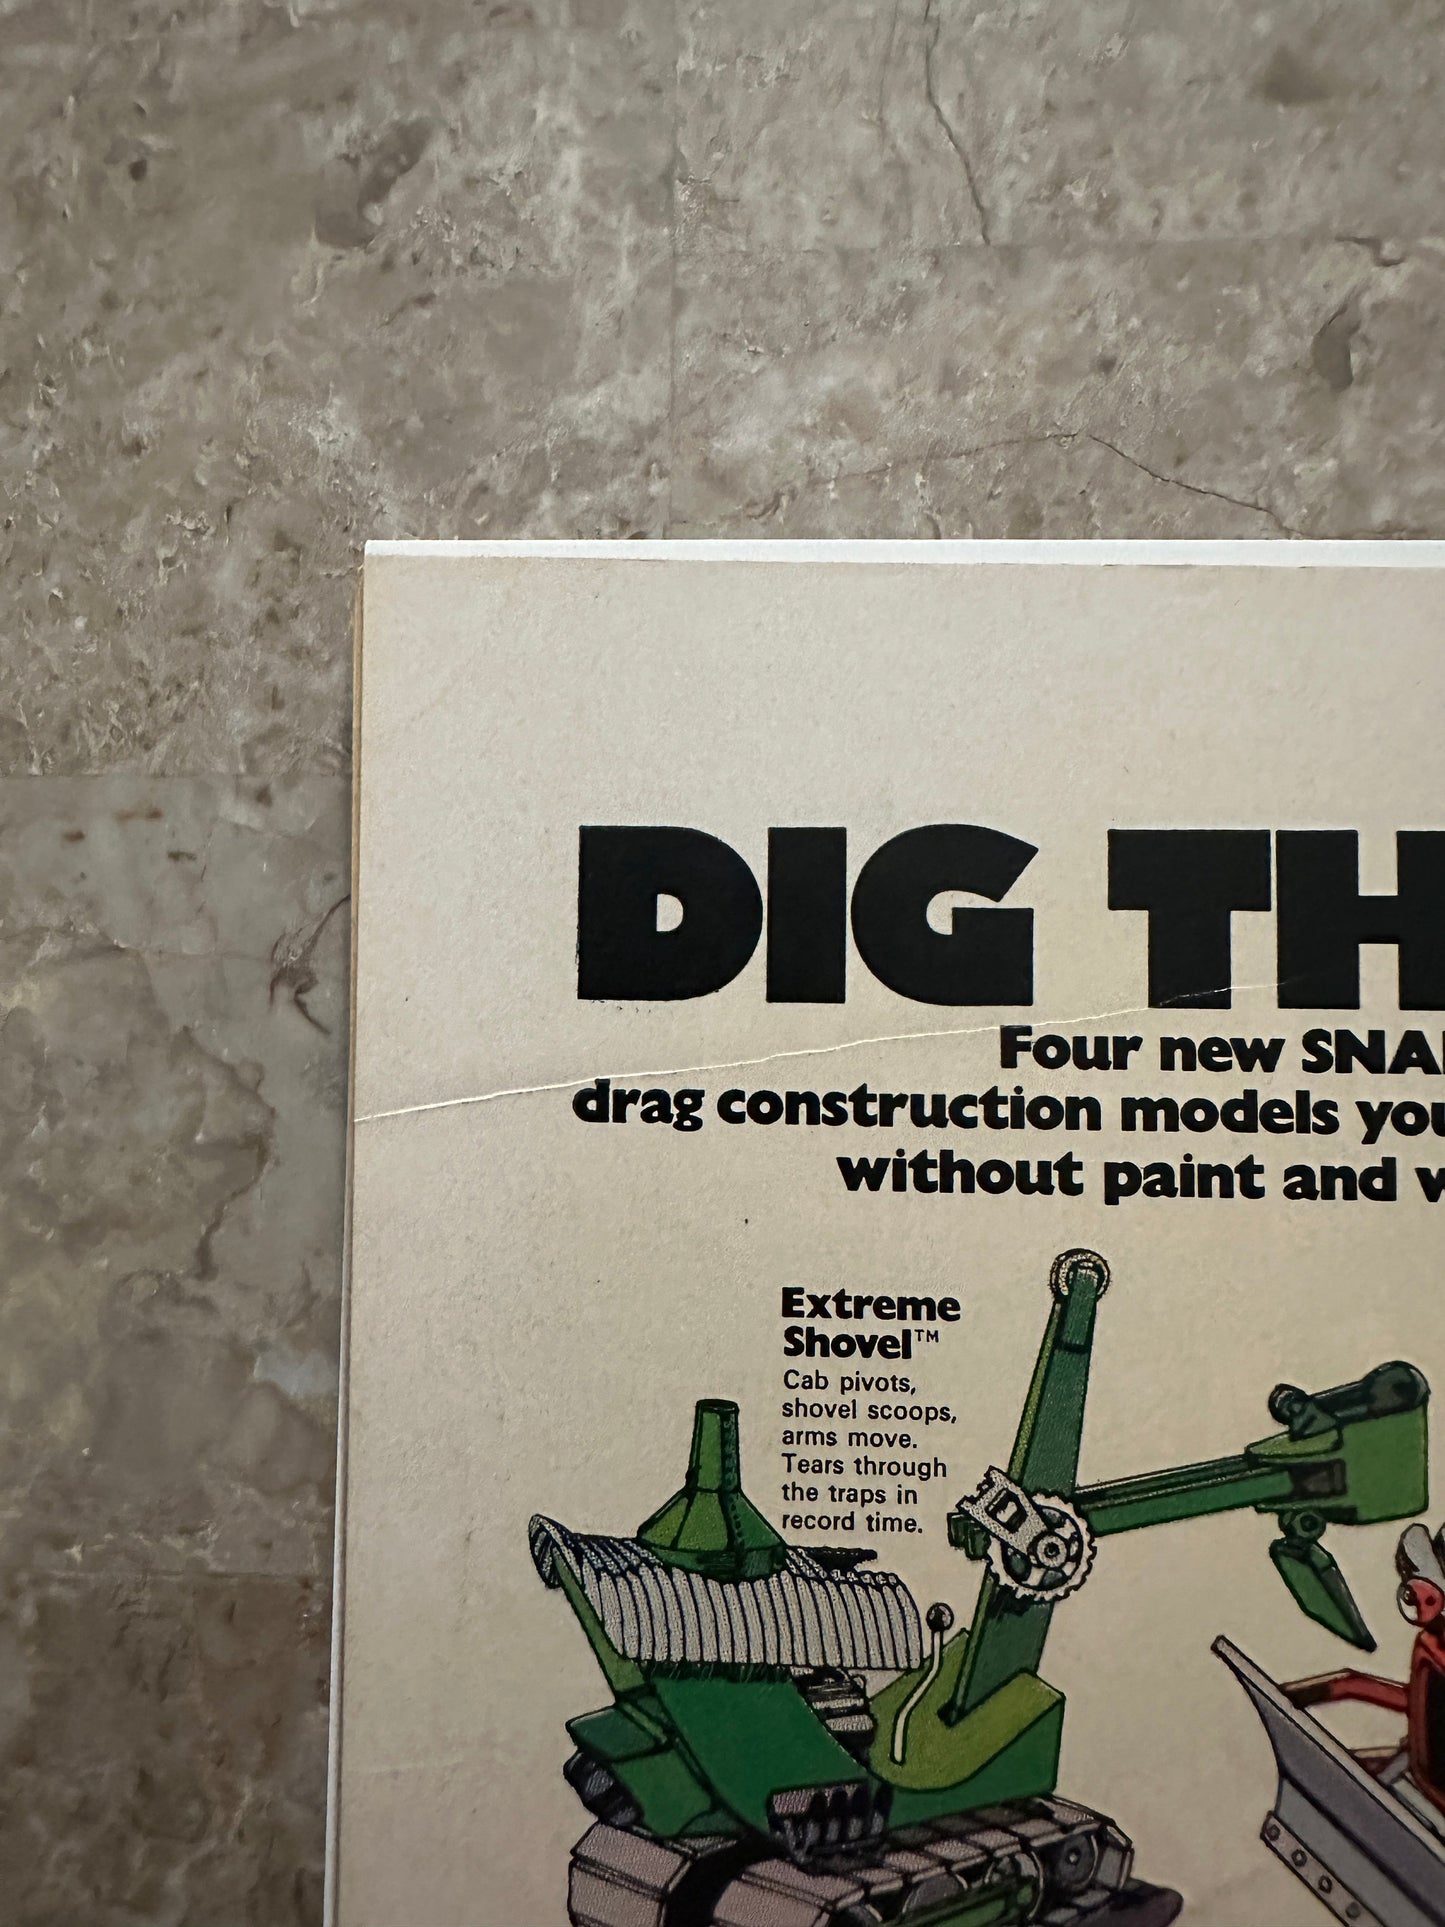 DIG TH
Four new SNA
drag construction models you
without paint and w
Extreme
Shovel™
Cab pivots,
shovel scoops,
arms move.
Tears through
the traps in
record time.